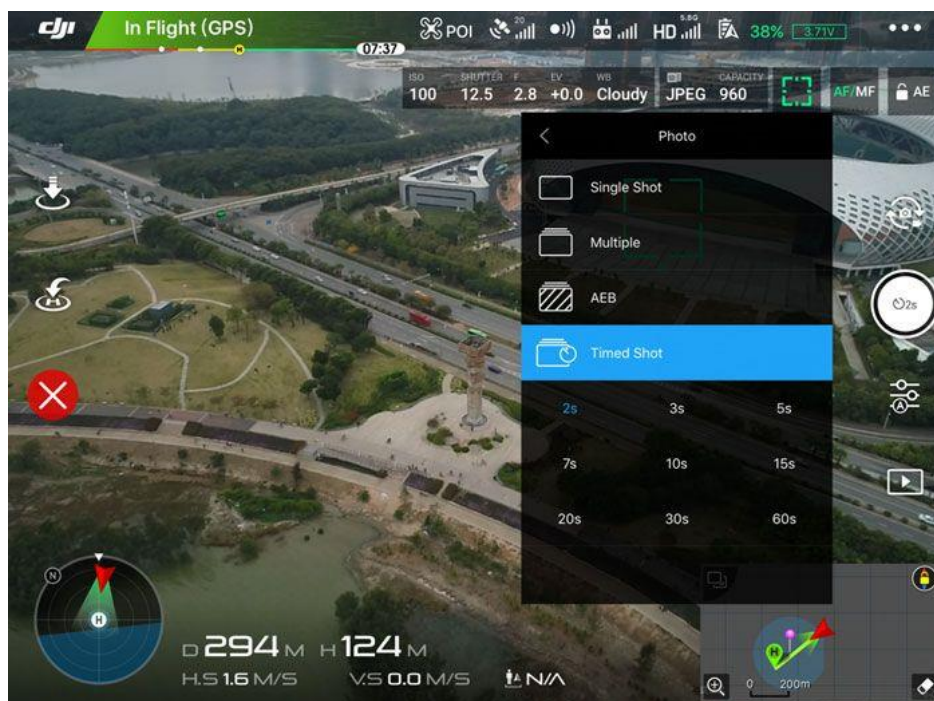 dji In Flight (GPS) POI 20 HD 5.8G 38% 3.71V
07:37
ISO SHUTTER F EV WB CAPACITY
100 12.5 2.8 +0.0 Cloudy JPEG 960 AF/MF AE
Photo
Single Shot
Multiple
AEB
Timed Shot
2s
2s 3s 5s
7s 10s 15s
20s 30s 60s
N
H
D 294 M H 124 M
H.S 1.6 M/S V.S 0.0 M/S N/A
H
0 200m